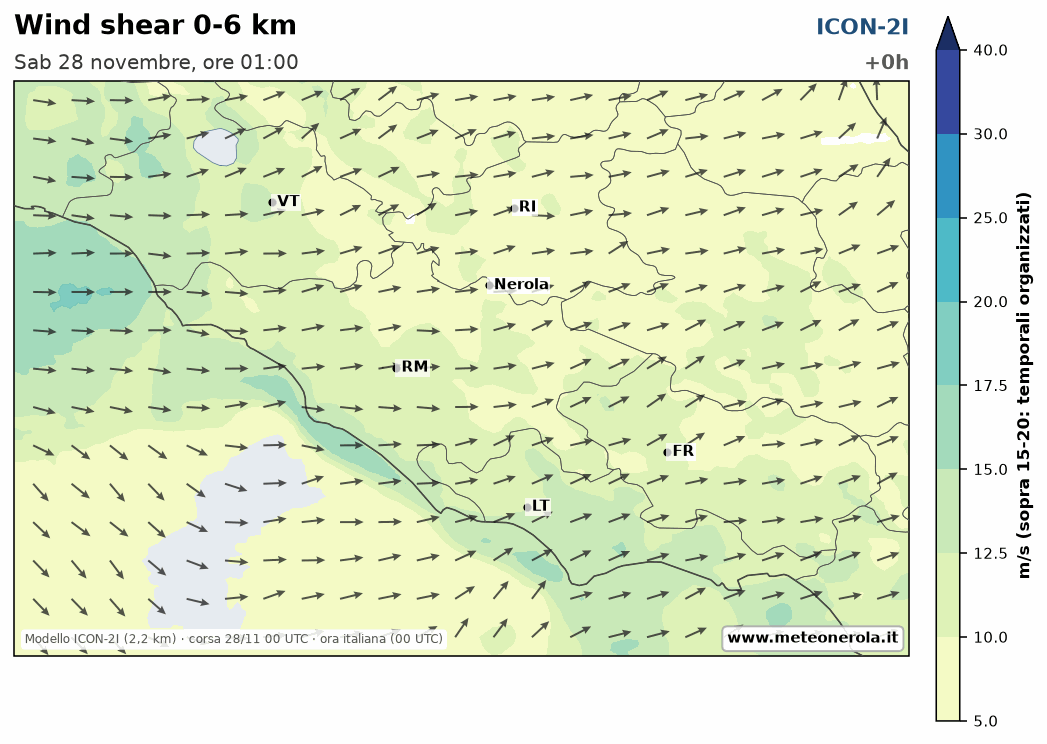 Wind shear 0-6 km
ICON-2I
Sab 28 novembre, ore 01:00
+0h
VT
RI
Nerola
RM
FR
LT
Modello ICON-2I (2,2 km) · corsa 28/11 00 UTC · ora italiana (00 UTC)
www.meteonerola.it
40.0
30.0
25.0
20.0
17.5
15.0
12.5
10.0
5.0
m/s (sopra 15-20: temporali organizzati)